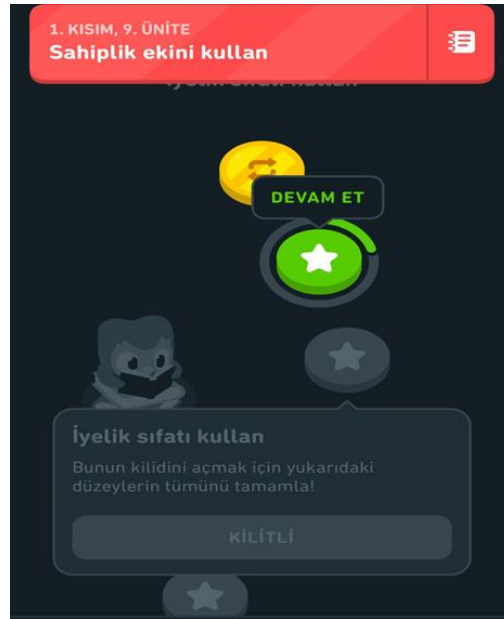 1. KISIM, 9. ÜNİTE
Sahiplik ekini kullan
DEVAM ET
İyelik sıfatı kullan
Bunun kilidini açmak için yukarıdaki
düzeylerin tümünü tamamla!
KİLİTLİ